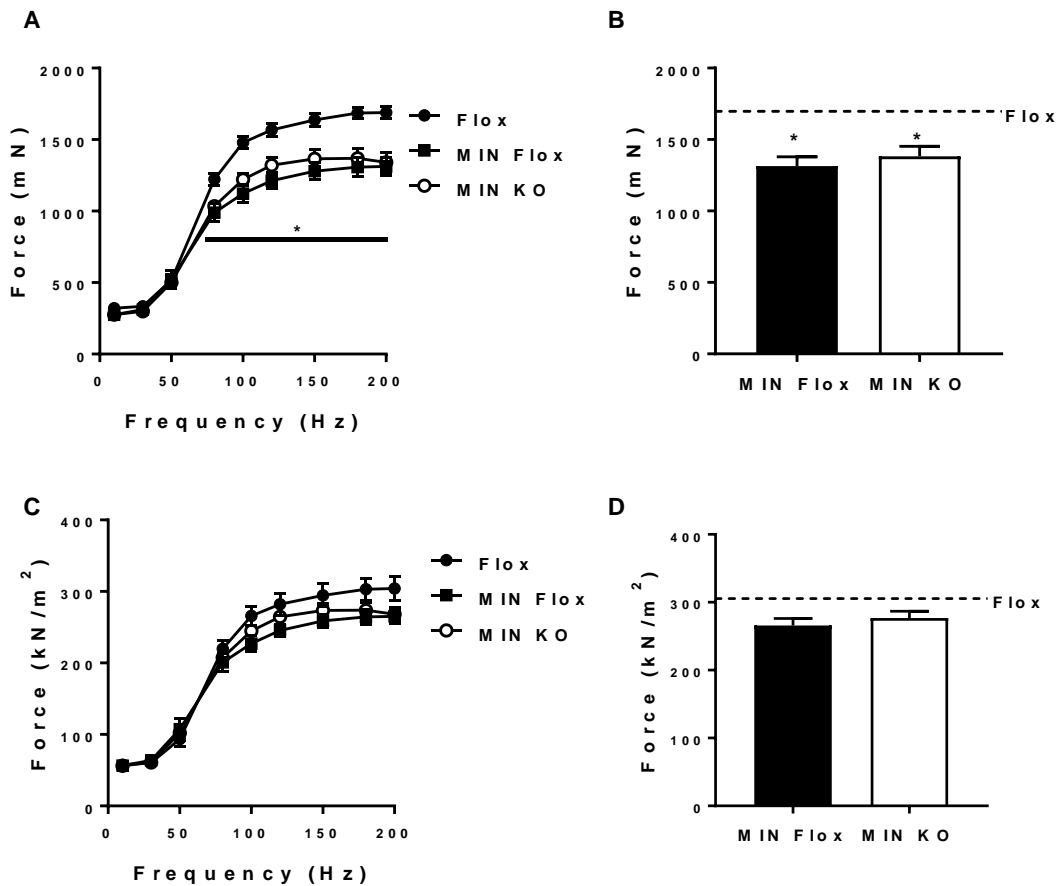 A
Force (mN)
2000
1500
1000
500
0
*
0 50 100 150 200
Frequency (Hz)
Flox
MIN Flox
MIN KO
B
Force (mN)
2000
1500
1000
500
0
* *
Flox
MIN Flox MIN KO
C
Force (kN/m²)
400
300
200
100
0
0 50 100 150 200
Frequency (Hz)
Flox
MIN Flox
MIN KO
D
Force (kN/m²)
400
300
200
100
0
Flox
MIN Flox MIN KO